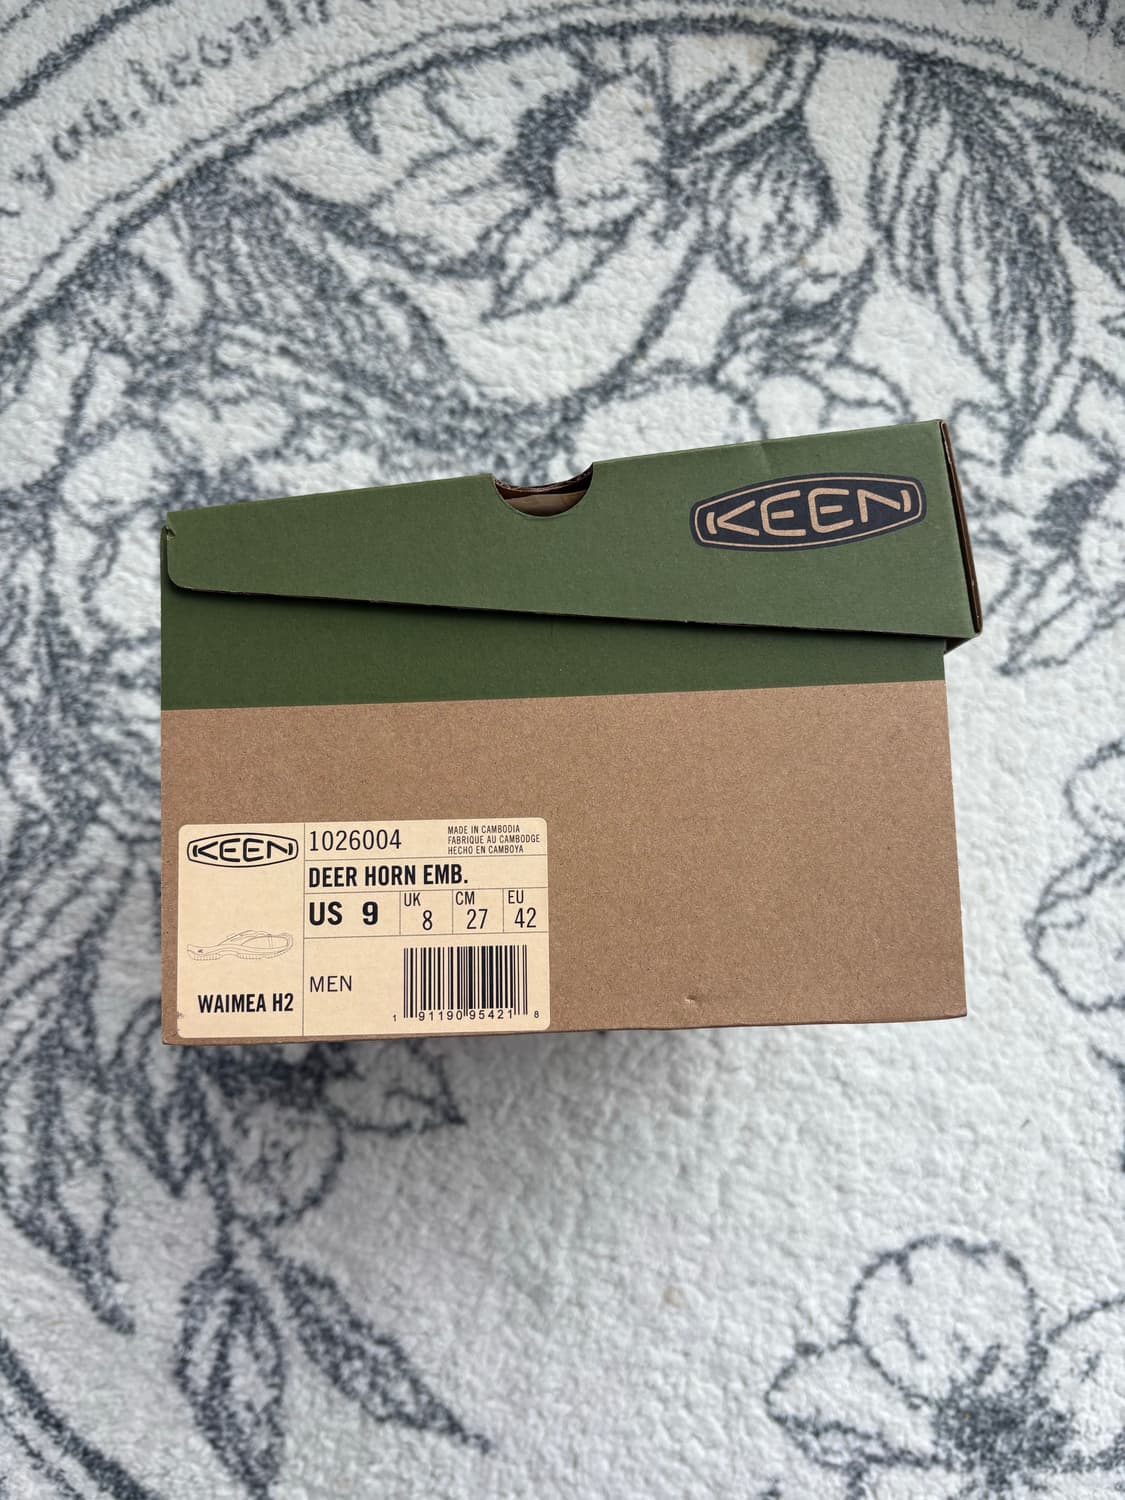 KEEN
KEEN
1026004
MADE IN CAMBODIA
FABRIQUE AU CAMBODGE
HECHO EN CAMBOYA
DEER HORN EMB.
US 9
UK 8
CM 27
EU 42
WAIMEA H2
MEN
1 91190 95421 8
you.